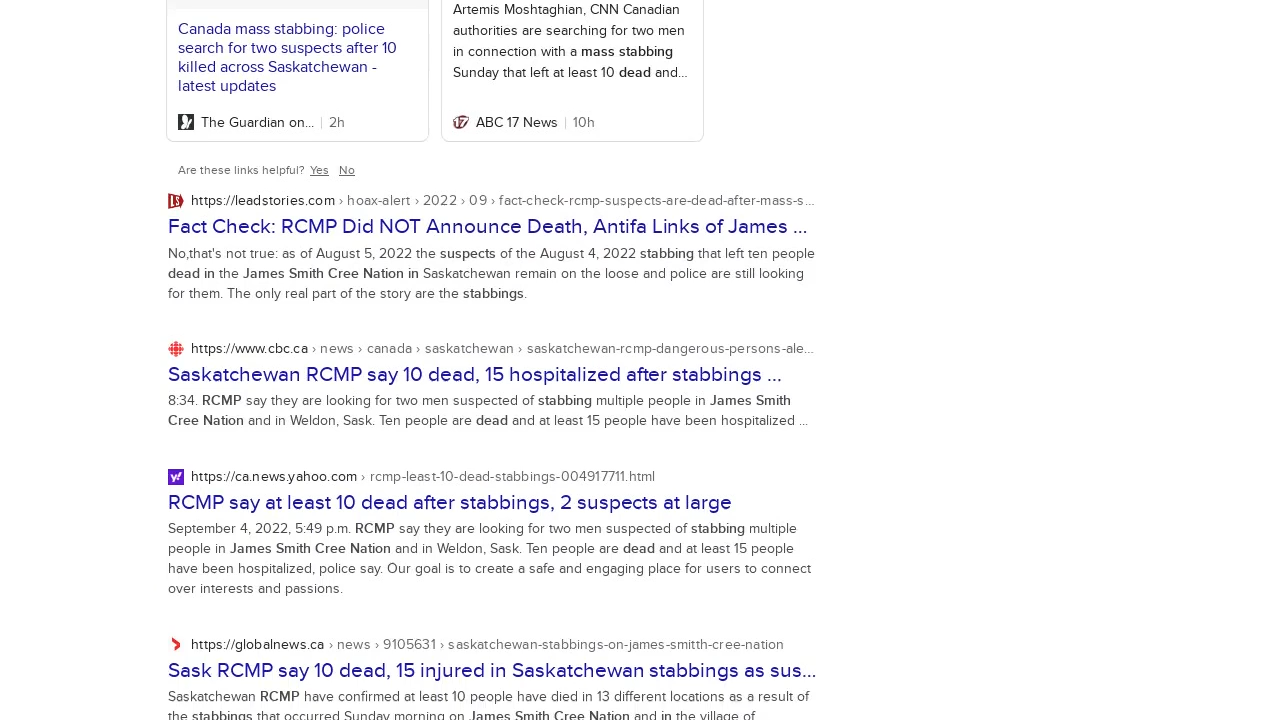 Canada mass stabbing: police
search for two suspects after 10
killed across Saskatchewan -
latest updates
The Guardian on... 2h
Artemis Moshtaghian, CNN Canadian
authorities are searching for two men
in connection with a mass stabbing
Sunday that left at least 10 dead and...
ABC 17 News 10h
Are these links helpful? Yes No
https://leadstories.com › hoax-alert › 2022 › 09 › fact-check-rcmp-suspects-are-dead-after-mass-s...
Fact Check: RCMP Did NOT Announce Death, Antifa Links of James ...
No,that's not true: as of August 5, 2022 the suspects of the August 4, 2022 stabbing that left ten people
dead in the James Smith Cree Nation in Saskatchewan remain on the loose and police are still looking
for them. The only real part of the story are the stabbings.
https://www.cbc.ca › news › canada › saskatchewan › saskatchewan-rcmp-dangerous-persons-ale...
Saskatchewan RCMP say 10 dead, 15 hospitalized after stabbings ...
8:34. RCMP say they are looking for two men suspected of stabbing multiple people in James Smith
Cree Nation and in Weldon, Sask. Ten people are dead and at least 15 people have been hospitalized ...
https://ca.news.yahoo.com › rcmp-least-10-dead-stabbings-004917711.html
RCMP say at least 10 dead after stabbings, 2 suspects at large
September 4, 2022, 5:49 p.m. RCMP say they are looking for two men suspected of stabbing multiple
people in James Smith Cree Nation and in Weldon, Sask. Ten people are dead and at least 15 people
have been hospitalized, police say. Our goal is to create a safe and engaging place for users to connect
over interests and passions.
https://globalnews.ca › news › 9105631 › saskatchewan-stabbings-on-james-smitth-cree-nation
Sask RCMP say 10 dead, 15 injured in Saskatchewan stabbings as sus...
Saskatchewan RCMP have confirmed at least 10 people have died in 13 different locations as a result of
the stabbings that occurred Sunday morning on James Smith Cree Nation and in the village of